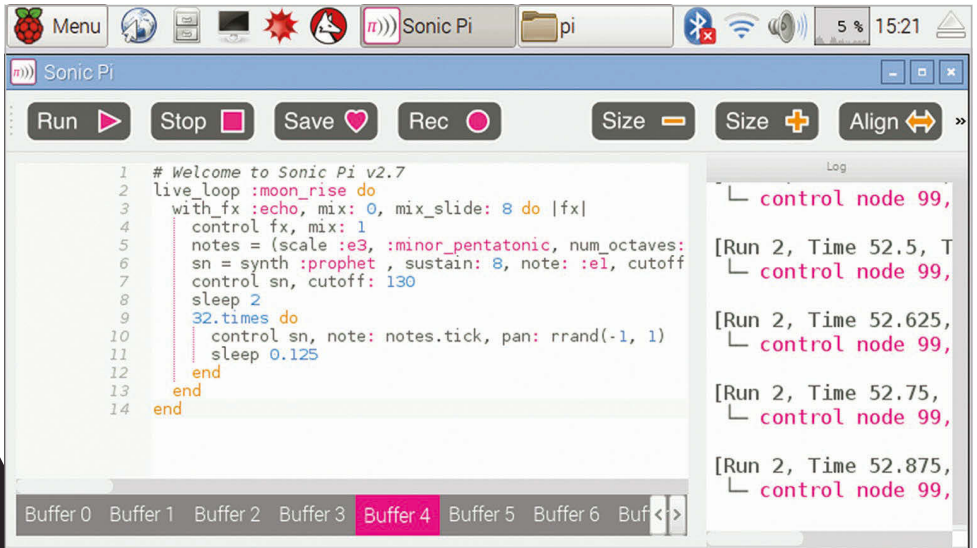 Menu
π))) Sonic Pi
pi
5 %
15:21
π))) Sonic Pi
Run
Stop
Save
Rec
Size
Size
Align
»
1 # Welcome to Sonic Pi v2.7
2 live_loop :moon_rise do
3 with_fx :echo, mix: 0, mix_slide: 8 do |fx|
4 control fx, mix: 1
5 notes = (scale :e3, :minor_pentatonic, num_octaves:
6 sn = synth :prophet , sustain: 8, note: :e1, cutoff
7 control sn, cutoff: 130
8 sleep 2
9 32.times do
10 control sn, note: notes.tick, pan: rrand(-1, 1)
11 sleep 0.125
12 end
13 end
14 end
Log
└─ control node 99,
[Run 2, Time 52.5, T
└─ control node 99,
[Run 2, Time 52.625,
└─ control node 99,
[Run 2, Time 52.75,
└─ control node 99,
[Run 2, Time 52.875,
└─ control node 99,
Buffer 0 Buffer 1 Buffer 2 Buffer 3 Buffer 4 Buffer 5 Buffer 6 Buf